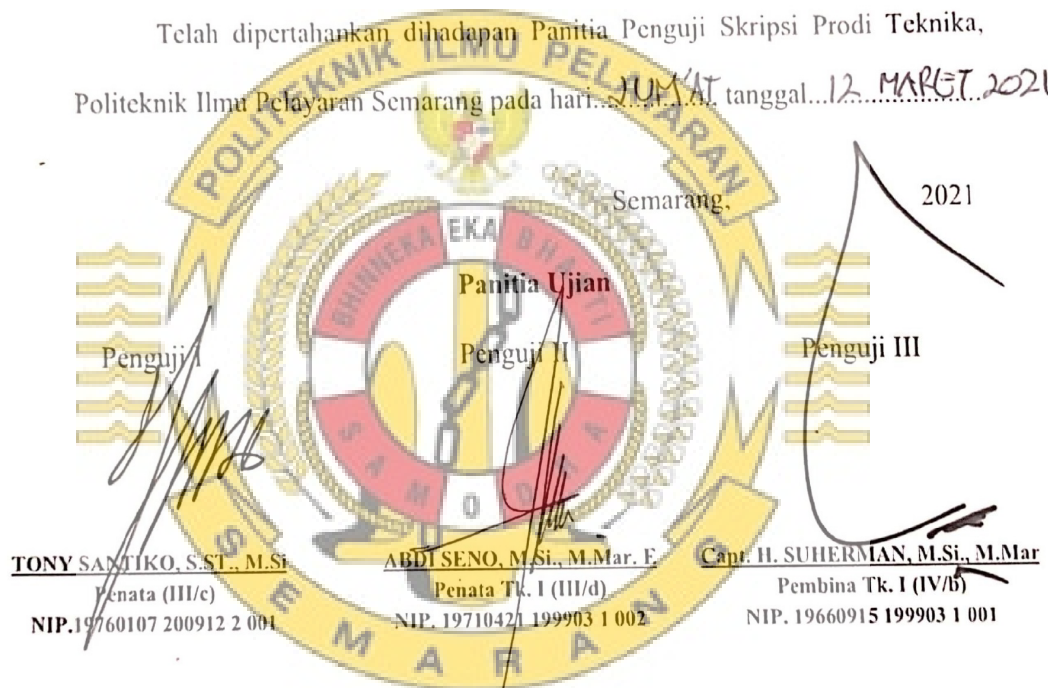 Telah dipertahankan dihadapan Panitia Penguji Skripsi Prodi Teknika,
Politeknik Ilmu Pelayaran Semarang pada hari...JUM'AT tanggal...12 MARET 2021
Semarang, 2021
Panitia Ujian
Penguji I Penguji II Penguji III
TONY SANTIKO, S.ST., M.Si ABDI SENO, M.Si., M.Mar. E. Capt. H. SUHERMAN, M.Si., M.Mar
Penata (III/c) Penata Tk. I (III/d) Pembina Tk. I (IV/b)
NIP.19760107 200912 2 001 NIP. 19710421 199903 1 002 NIP. 19660915 199903 1 001
POLITEKNIK ILMU PELAYARAN
BHINNEKA EKA BHAKTI
SAMODRA
SEMARANG